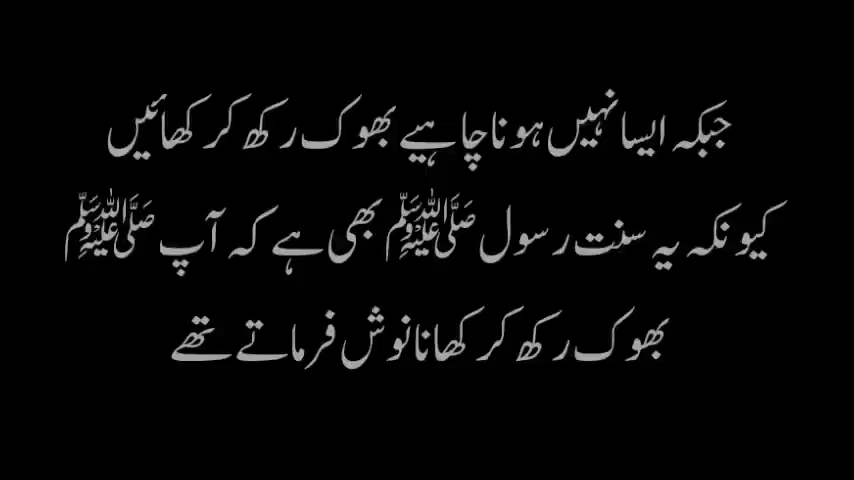 جبکہ ایسا نہیں ہونا چاہیے بھوک رکھ کر کھائیں
کیونکہ یہ سنت رسول ﷺ بھی ہے کہ آپ ﷺ
بھوک رکھ کر کھانا نوش فرماتے تھے